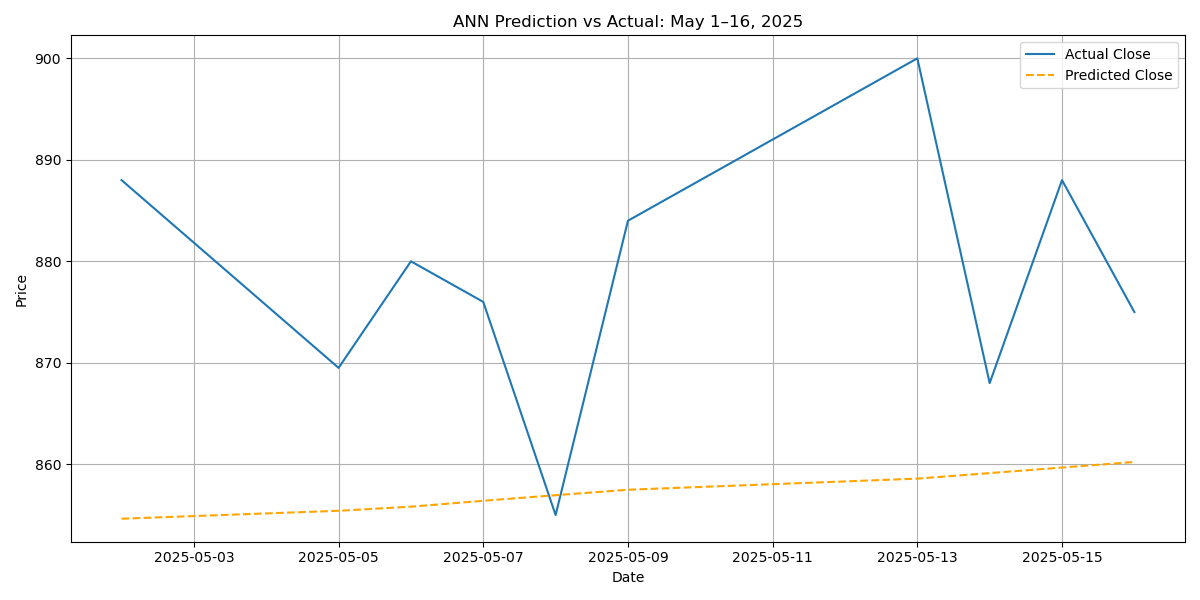 ANN Prediction vs Actual: May 1–16, 2025
Actual Close
Predicted Close
900
890
880
870
860
Price
2025-05-03 2025-05-05 2025-05-07 2025-05-09 2025-05-11 2025-05-13 2025-05-15
Date